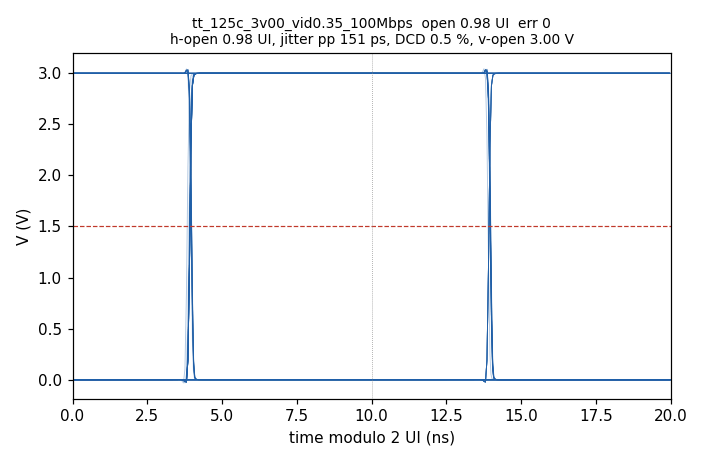 tt_125c_3v00_vid0.35_100Mbps  open 0.98 UI  err 0
h-open 0.98 UI, jitter pp 151 ps, DCD 0.5 %, v-open 3.00 V
3.0
2.5
2.0
1.5
1.0
0.5
0.0
V (V)
0.0 2.5 5.0 7.5 10.0 12.5 15.0 17.5 20.0
time modulo 2 UI (ns)